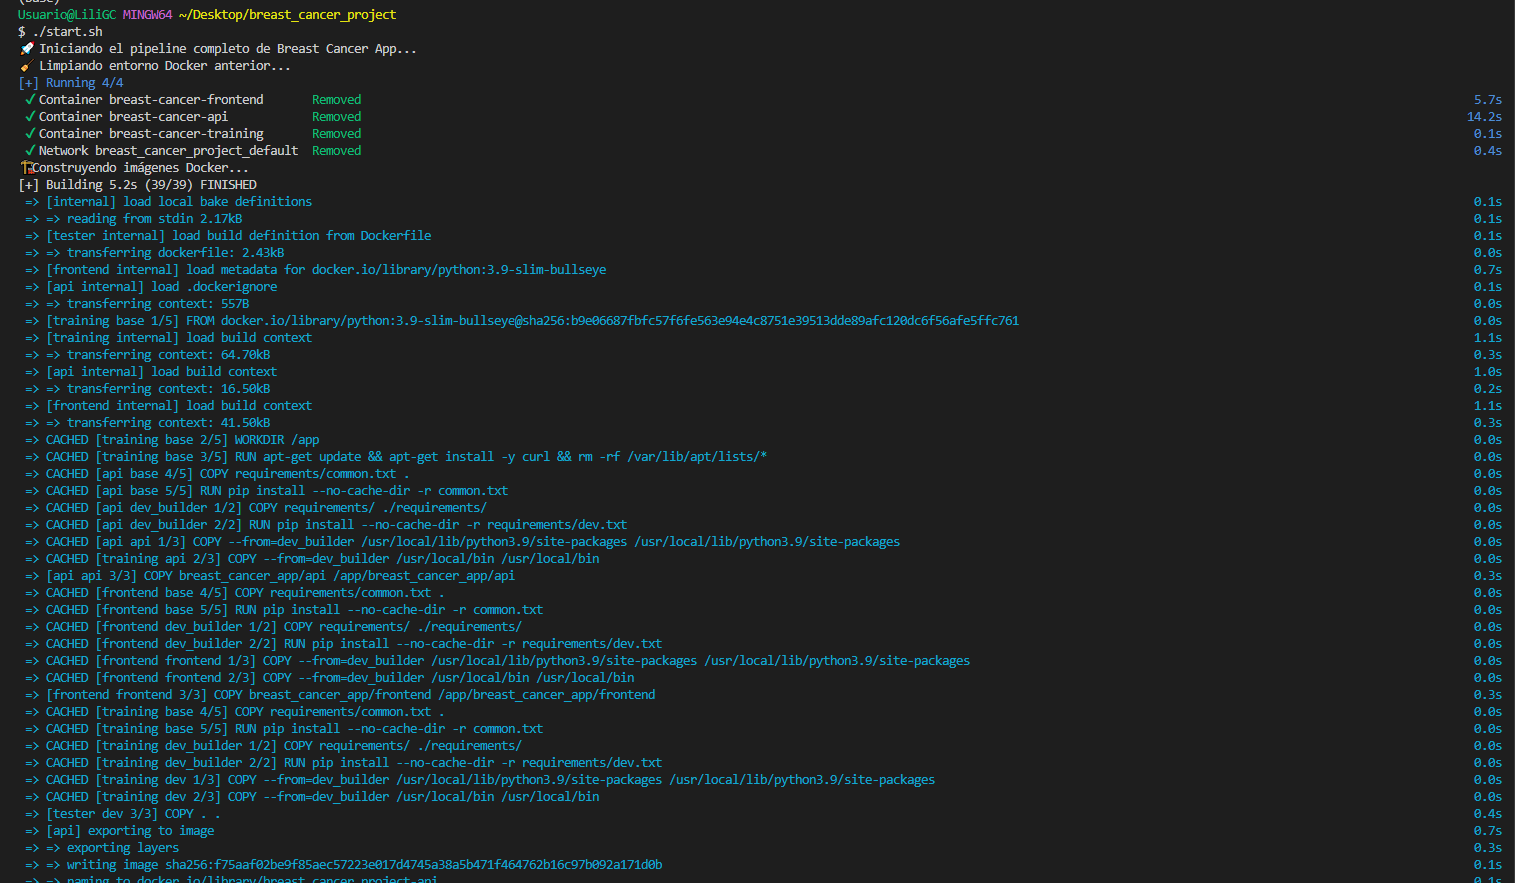 (base)
Usuario@LiliGC MINGW64 ~/Desktop/breast_cancer_project
$ ./start.sh
🚀 Iniciando el pipeline completo de Breast Cancer App...
🧹 Limpiando entorno Docker anterior...
[+] Running 4/4
✓ Container breast-cancer-frontend Removed 5.7s
✓ Container breast-cancer-api Removed 14.2s
✓ Container breast-cancer-training Removed 0.1s
✓ Network breast_cancer_project_default Removed 0.4s
🏗️Construyendo imágenes Docker...
[+] Building 5.2s (39/39) FINISHED
=> [internal] load local bake definitions 0.1s
=> => reading from stdin 2.17kB 0.1s
=> [tester internal] load build definition from Dockerfile 0.1s
=> => transferring dockerfile: 2.43kB 0.0s
=> [frontend internal] load metadata for docker.io/library/python:3.9-slim-bullseye 0.7s
=> [api internal] load .dockerignore 0.1s
=> => transferring context: 557B 0.0s
=> [training base 1/5] FROM docker.io/library/python:3.9-slim-bullseye@sha256:b9e06687fbfc57f6fe563e94e4c8751e39513dde89afc120dc6f56afe5ffc761 0.0s
=> [training internal] load build context 1.1s
=> => transferring context: 64.70kB 0.3s
=> [api internal] load build context 1.0s
=> => transferring context: 16.50kB 0.2s
=> [frontend internal] load build context 1.1s
=> => transferring context: 41.50kB 0.3s
=> CACHED [training base 2/5] WORKDIR /app 0.0s
=> CACHED [training base 3/5] RUN apt-get update && apt-get install -y curl && rm -rf /var/lib/apt/lists/* 0.0s
=> CACHED [api base 4/5] COPY requirements/common.txt . 0.0s
=> CACHED [api base 5/5] RUN pip install --no-cache-dir -r common.txt 0.0s
=> CACHED [api dev_builder 1/2] COPY requirements/ ./requirements/ 0.0s
=> CACHED [api dev_builder 2/2] RUN pip install --no-cache-dir -r requirements/dev.txt 0.0s
=> CACHED [api api 1/3] COPY --from=dev_builder /usr/local/lib/python3.9/site-packages /usr/local/lib/python3.9/site-packages 0.0s
=> CACHED [training api 2/3] COPY --from=dev_builder /usr/local/bin /usr/local/bin 0.0s
=> [api api 3/3] COPY breast_cancer_app/api /app/breast_cancer_app/api 0.3s
=> CACHED [frontend base 4/5] COPY requirements/common.txt . 0.0s
=> CACHED [frontend base 5/5] RUN pip install --no-cache-dir -r common.txt 0.0s
=> CACHED [frontend dev_builder 1/2] COPY requirements/ ./requirements/ 0.0s
=> CACHED [frontend dev_builder 2/2] RUN pip install --no-cache-dir -r requirements/dev.txt 0.0s
=> CACHED [frontend frontend 1/3] COPY --from=dev_builder /usr/local/lib/python3.9/site-packages /usr/local/lib/python3.9/site-packages 0.0s
=> CACHED [frontend frontend 2/3] COPY --from=dev_builder /usr/local/bin /usr/local/bin 0.0s
=> [frontend frontend 3/3] COPY breast_cancer_app/frontend /app/breast_cancer_app/frontend 0.3s
=> CACHED [training base 4/5] COPY requirements/common.txt . 0.0s
=> CACHED [training base 5/5] RUN pip install --no-cache-dir -r common.txt 0.0s
=> CACHED [training dev_builder 1/2] COPY requirements/ ./requirements/ 0.0s
=> CACHED [training dev_builder 2/2] RUN pip install --no-cache-dir -r requirements/dev.txt 0.0s
=> CACHED [training dev 1/3] COPY --from=dev_builder /usr/local/lib/python3.9/site-packages /usr/local/lib/python3.9/site-packages 0.0s
=> CACHED [training dev 2/3] COPY --from=dev_builder /usr/local/bin /usr/local/bin 0.0s
=> [tester dev 3/3] COPY . . 0.4s
=> [api] exporting to image 0.7s
=> => exporting layers 0.3s
=> => writing image sha256:f75aaf02be9f85aec57223e017d4745a38a5b471f464762b16c97b092a171d0b 0.1s
=> => naming to docker.io/library/breast_cancer_project-api 0.1s